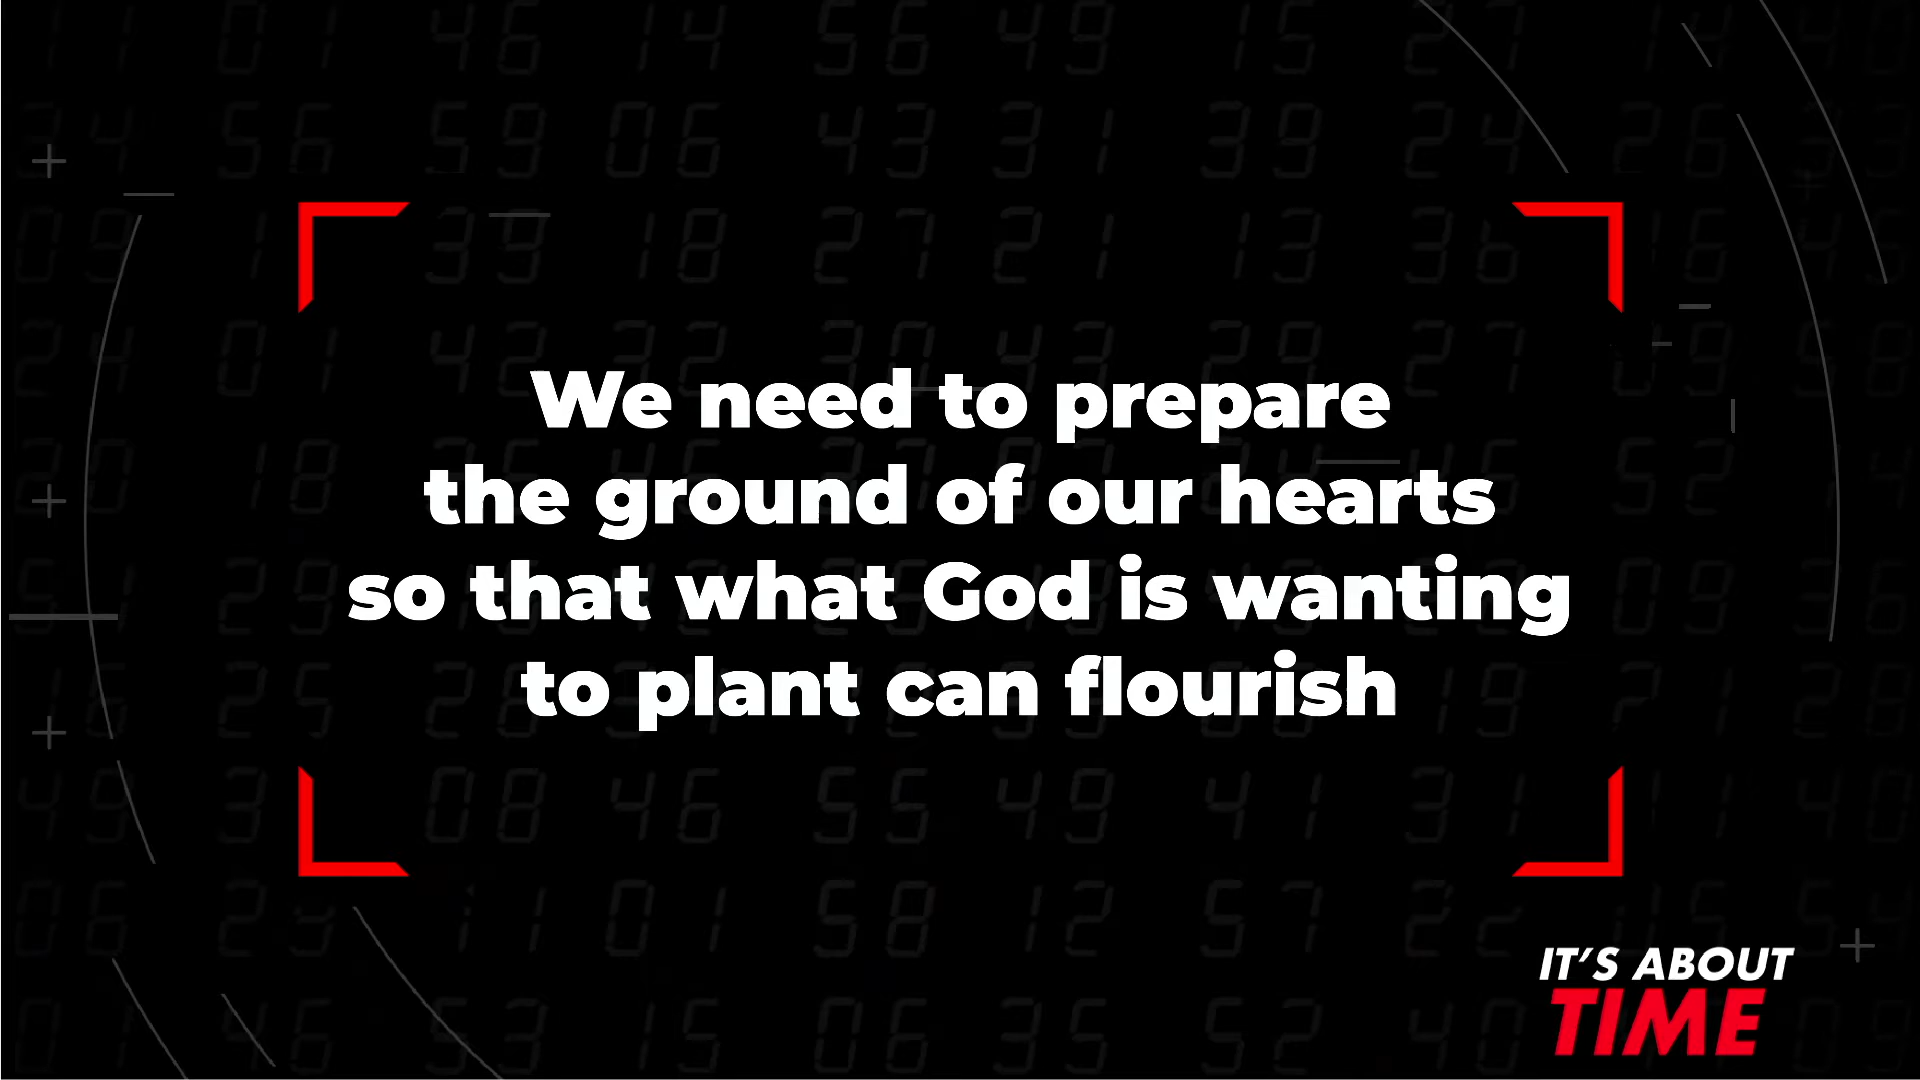 We need to prepare
the ground of our hearts
so that what God is wanting
to plant can flourish
IT'S ABOUT
TIME